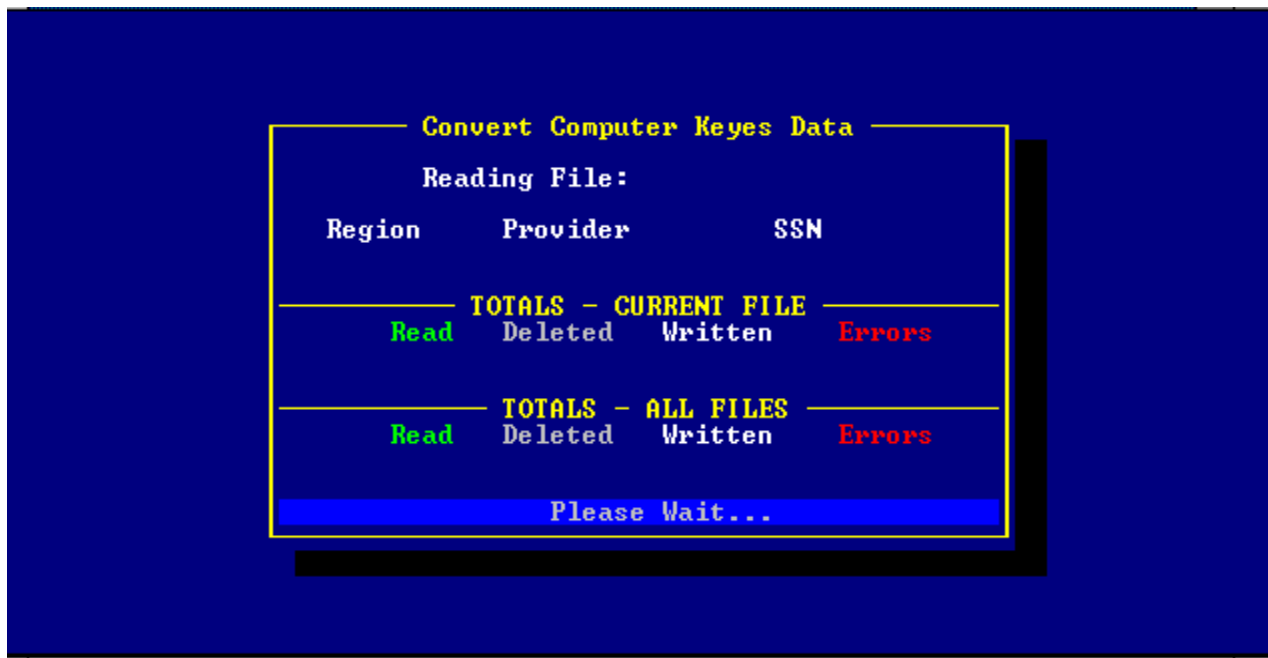 Convert Computer Keyes Data
Reading File:
Region Provider SSN
TOTALS - CURRENT FILE
Read Deleted Written Errors
TOTALS - ALL FILES
Read Deleted Written Errors
Please Wait...